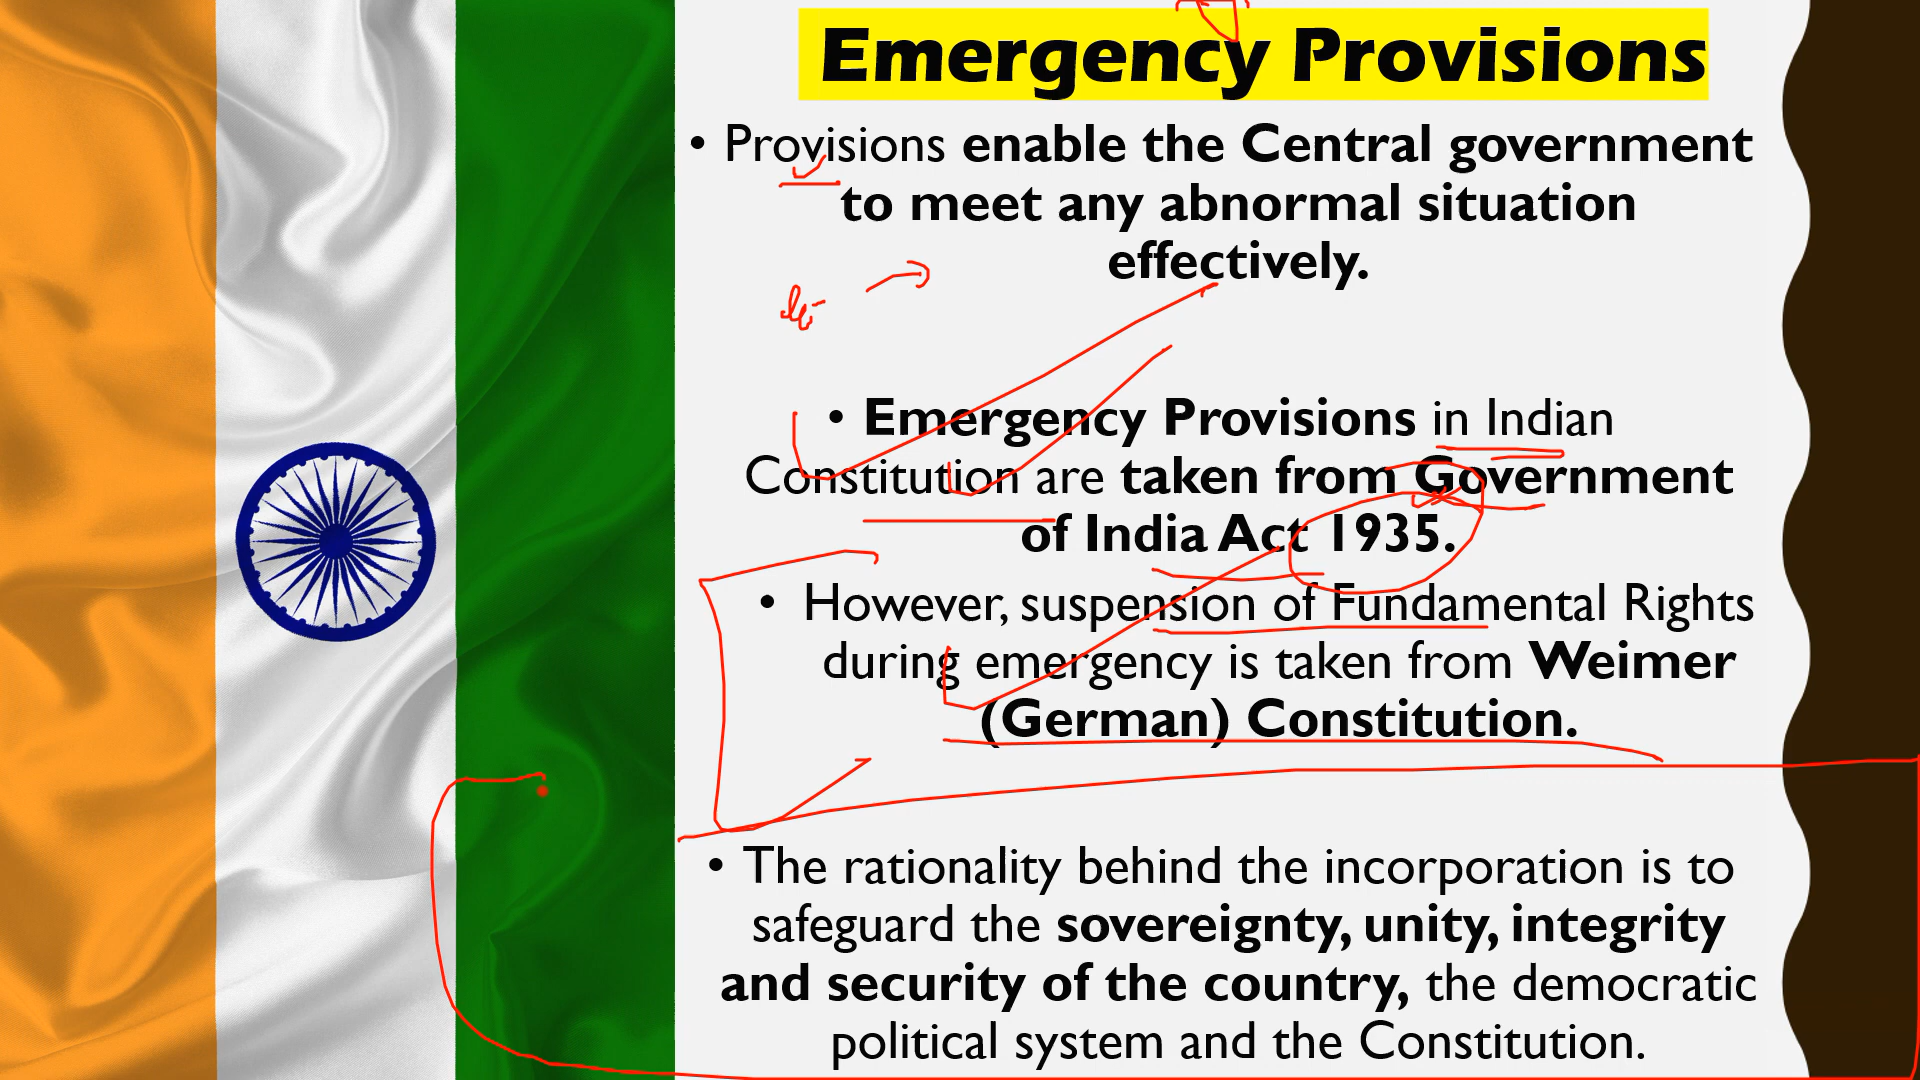 Emergency Provisions
• Provisions enable the Central government
to meet any abnormal situation
effectively.
• Emergency Provisions in Indian
Constitution are taken from Government
of India Act 1935.
• However, suspension of Fundamental Rights
during emergency is taken from Weimer
(German) Constitution.
• The rationality behind the incorporation is to
safeguard the sovereignty, unity, integrity
and security of the country, the democratic
political system and the Constitution.